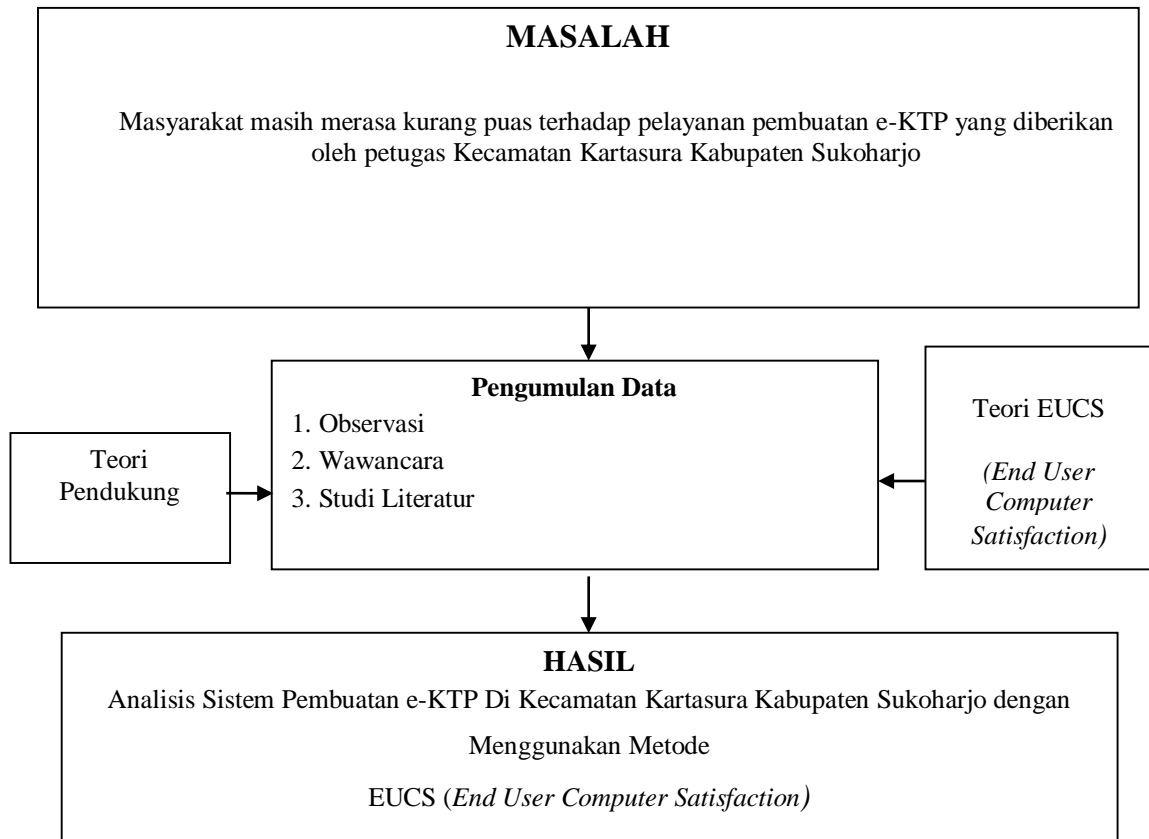 MASALAH
Masyarakat masih merasa kurang puas terhadap pelayanan pembuatan e-KTP yang diberikan
oleh petugas Kecamatan Kartasura Kabupaten Sukoharjo
Pengumulan Data
1. Observasi
2. Wawancara
3. Studi Literatur
Teori
Pendukung
Teori EUCS
(End User
Computer
Satisfaction)
HASIL
Analisis Sistem Pembuatan e-KTP Di Kecamatan Kartasura Kabupaten Sukoharjo dengan
Menggunakan Metode
EUCS (End User Computer Satisfaction)